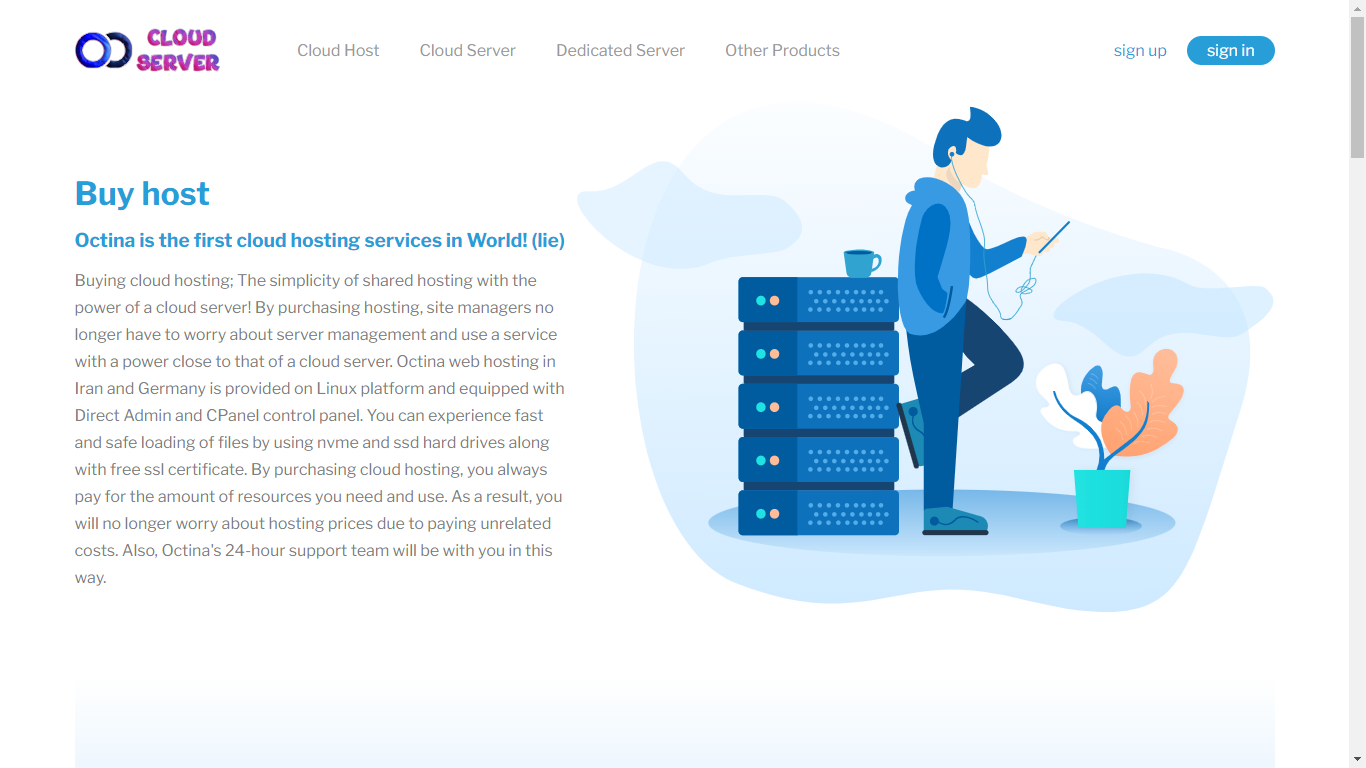 CLOUD
SERVER
Cloud Host
Cloud Server
Dedicated Server
Other Products
sign up
sign in
Buy host
Octina is the first cloud hosting services in World! (lie)
Buying cloud hosting; The simplicity of shared hosting with the
power of a cloud server! By purchasing hosting, site managers no
longer have to worry about server management and use a service
with a power close to that of a cloud server. Octina web hosting in
Iran and Germany is provided on Linux platform and equipped with
Direct Admin and CPanel control panel. You can experience fast
and safe loading of files by using nvme and ssd hard drives along
with free ssl certificate. By purchasing cloud hosting, you always
pay for the amount of resources you need and use. As a result, you
will no longer worry about hosting prices due to paying unrelated
costs. Also, Octina's 24-hour support team will be with you in this
way.